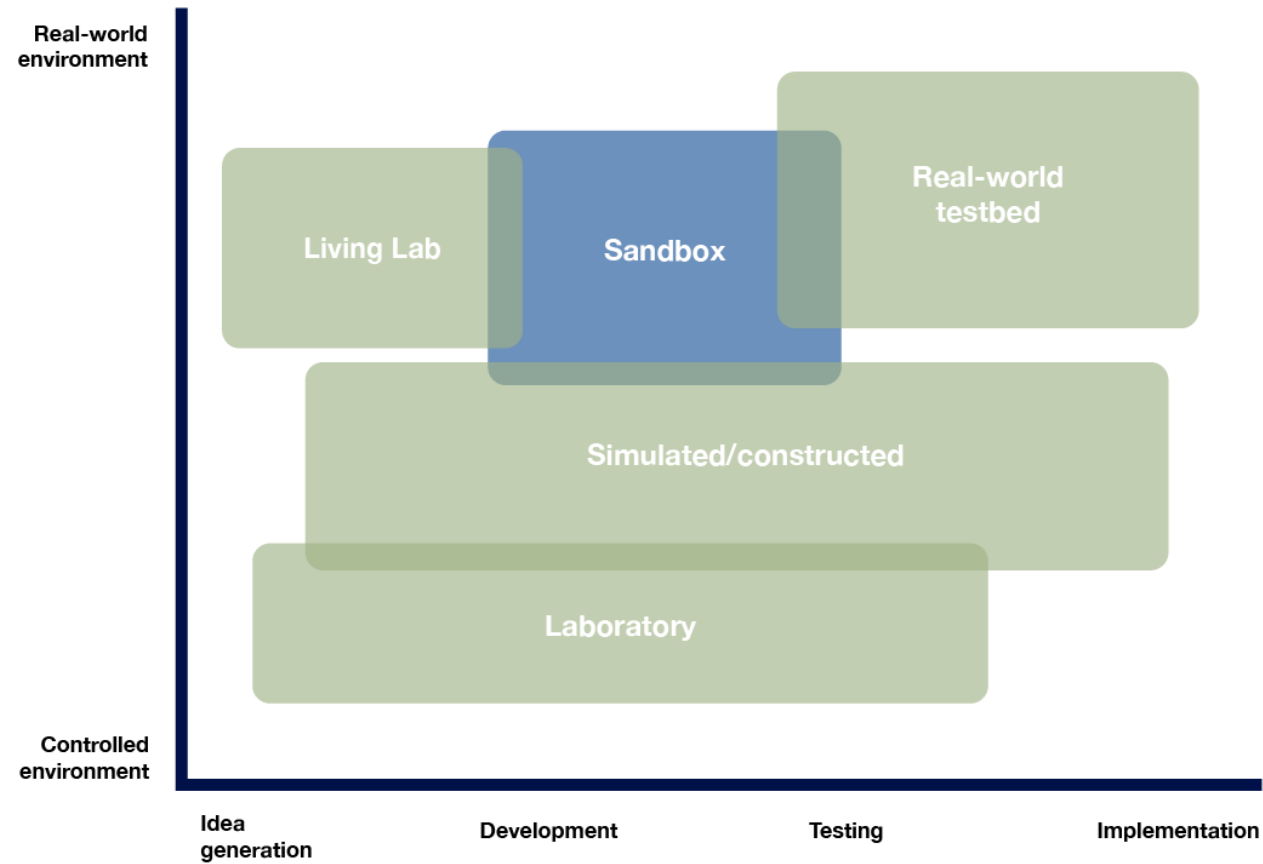 Real-world
environment
Real-world
testbed
Living Lab
Sandbox
Simulated/constructed
Laboratory
Controlled
environment
Idea
generation
Development
Testing
Implementation